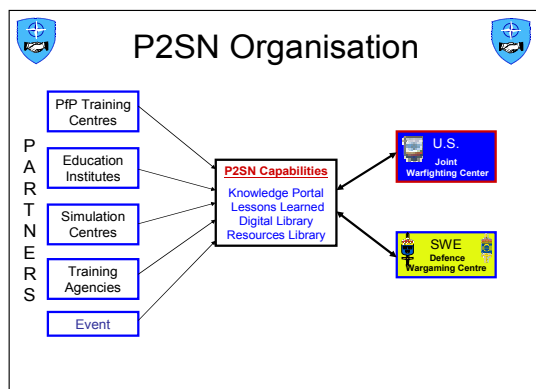 P2SN Organisation
PARTNERS
PfP Training
Centres
Education
Institutes
Simulation
Centres
Training
Agencies
Event
P2SN Capabilities
Knowledge Portal
Lessons Learned
Digital Library
Resources Library
U.S.
Joint
Warfighting Center
SWE
Defence
Wargaming Centre